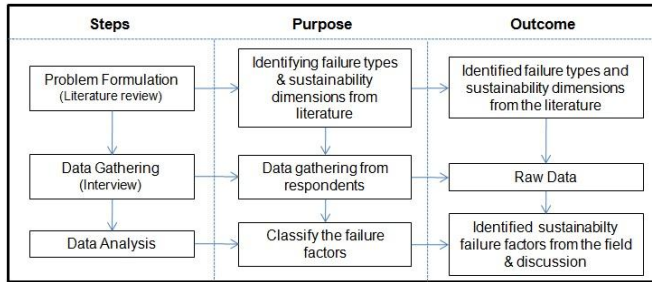 Steps
Purpose
Outcome
Problem Formulation
(Literature review)
Identifying failure types
& sustainability
dimensions from
literature
Identified failure types and
sustainability dimensions
from the literature
Data Gathering
(Interview)
Data gathering from
respondents
Raw Data
Data Analysis
Classify the failure
factors
Identified sustainabilty
failure factors from the field
& discussion